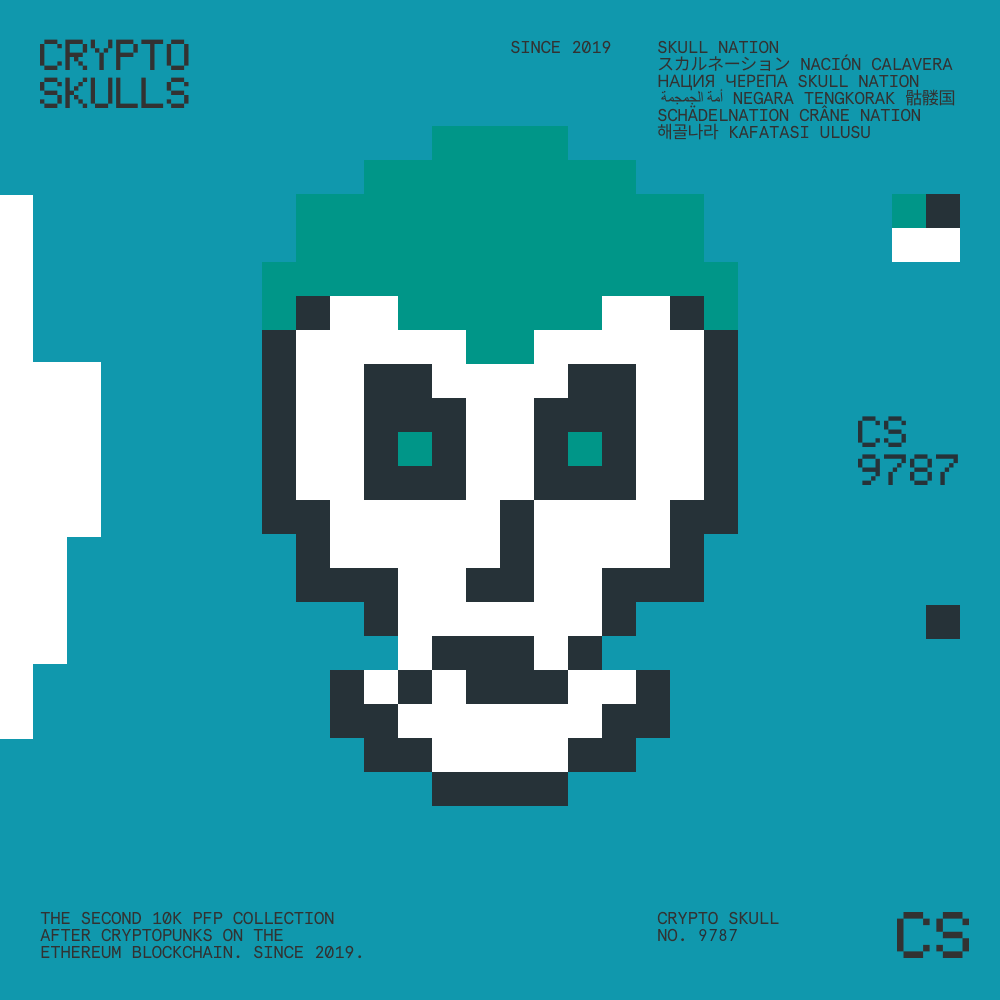 CRYPTO
SKULLS
SINCE 2019
SKULL NATION
スカルネーション NACIÓN CALAVERA
НАЦИЯ ЧЕРЕПА SKULL NATION
أمة الجمجمة NEGARA TENGKORAK 骷髅国
SCHÄDELNATION CRÂNE NATION
해골나라 KAFATASI ULUSU
CS
9787
THE SECOND 10K PFP COLLECTION
AFTER CRYPTOPUNKS ON THE
ETHEREUM BLOCKCHAIN. SINCE 2019.
CRYPTO SKULL
NO. 9787
CS